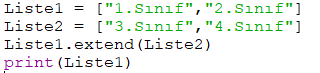 Liste1 = ["1.Sınıf","2.Sınıf"]
Liste2 = ["3.Sınıf","4.Sınıf"]
Liste1.extend(Liste2)
print(Liste1)